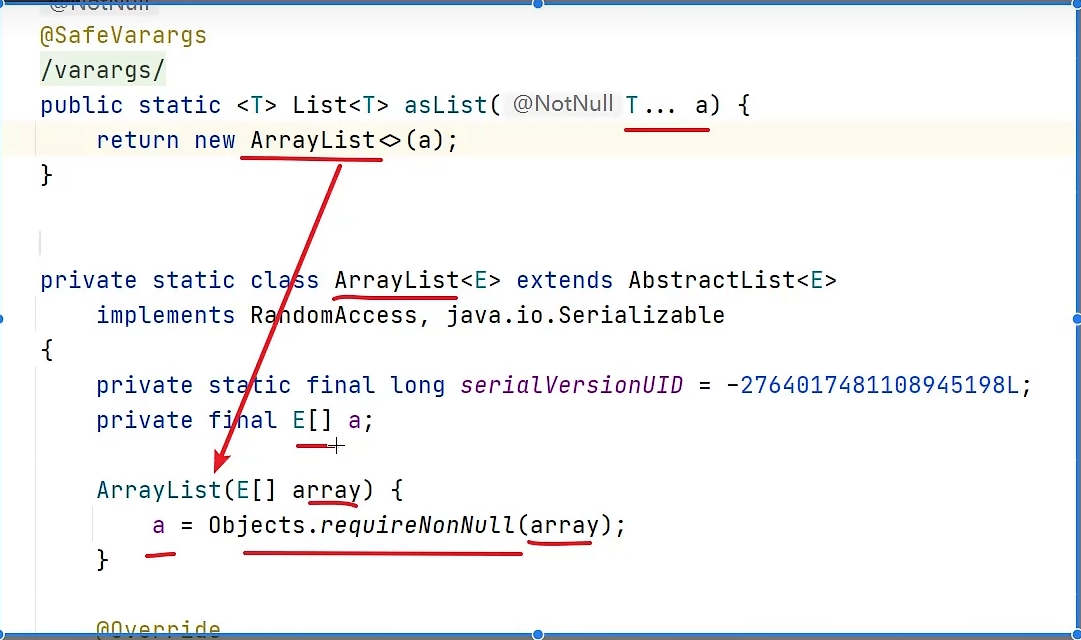 @NotNull
@SafeVarargs
/varargs/
public static <T> List<T> asList( @NotNull T... a) {
return new ArrayList<>(a);
}
private static class ArrayList<E> extends AbstractList<E>
implements RandomAccess, java.io.Serializable
{
private static final long serialVersionUID = -2764017481108945198L;
private final E[] a;
ArrayList(E[] array) {
a = Objects.requireNonNull(array);
}
@Override